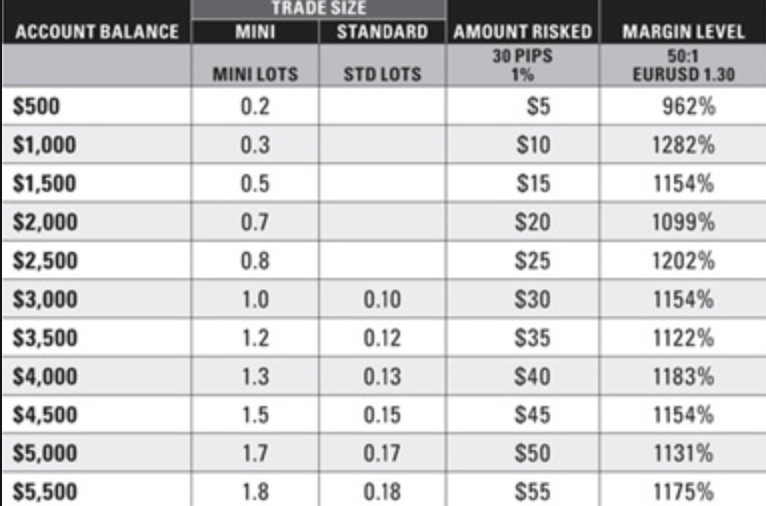 TRADE SIZE
ACCOUNT BALANCE MINI STANDARD AMOUNT RISKED MARGIN LEVEL
MINI LOTS STD LOTS 30 PIPS 1% 50:1 EURUSD 1.30
$500 0.2 $5 962%
$1,000 0.3 $10 1282%
$1,500 0.5 $15 1154%
$2,000 0.7 $20 1099%
$2,500 0.8 $25 1202%
$3,000 1.0 0.10 $30 1154%
$3,500 1.2 0.12 $35 1122%
$4,000 1.3 0.13 $40 1183%
$4,500 1.5 0.15 $45 1154%
$5,000 1.7 0.17 $50 1131%
$5,500 1.8 0.18 $55 1175%